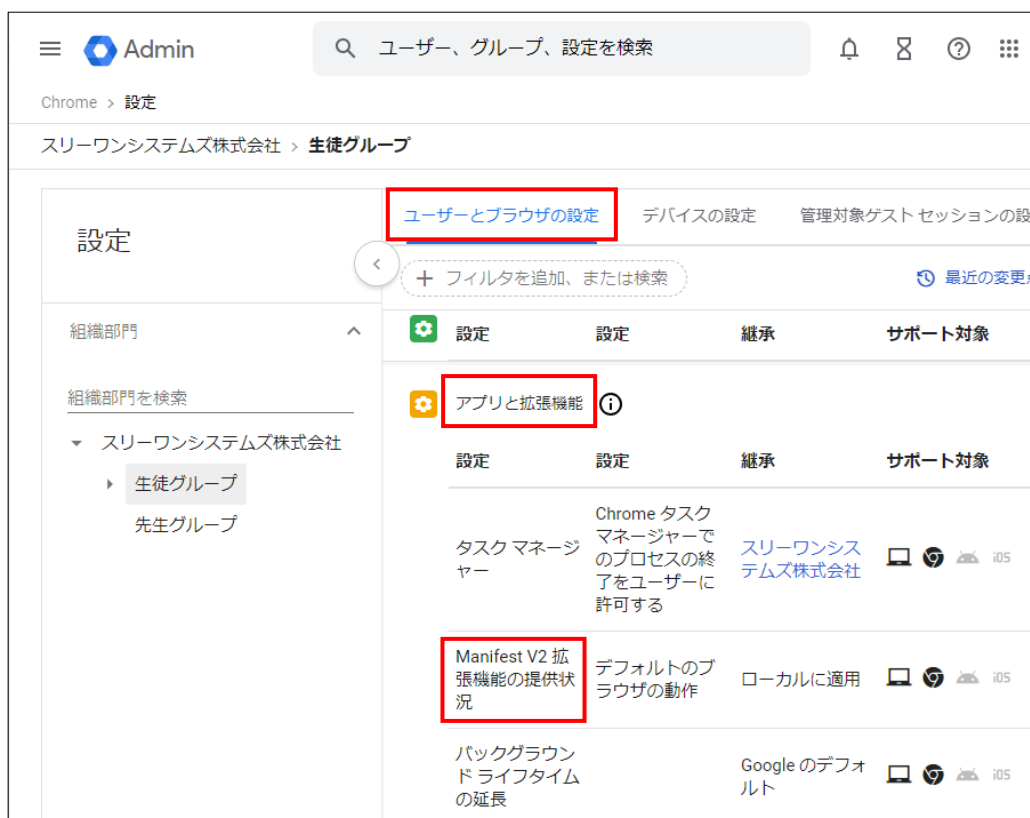 Admin
ユーザー、グループ、設定を検索
Chrome > 設定
スリーワンシステムズ株式会社 > 生徒グループ
設定
ユーザーとブラウザの設定
デバイスの設定
管理対象ゲスト セッションの設
+ フィルタを追加、または検索
最近の変更点
組織部門
組織部門を検索
スリーワンシステムズ株式会社
生徒グループ
先生グループ
設定 設定 継承 サポート対象
アプリと拡張機能
設定 設定 継承 サポート対象
タスク マネージ
ャー
Chrome タスク
マネージャーで
のプロセスの終
了をユーザーに
許可する
スリーワンシス
テムズ株式会社
iOS
Manifest V2 拡
張機能の提供状
況
デフォルトのブ
ラウザの動作
ローカルに適用
iOS
バックグラウン
ド ライフタイム
の延長
Google のデフォ
ルト
iOS